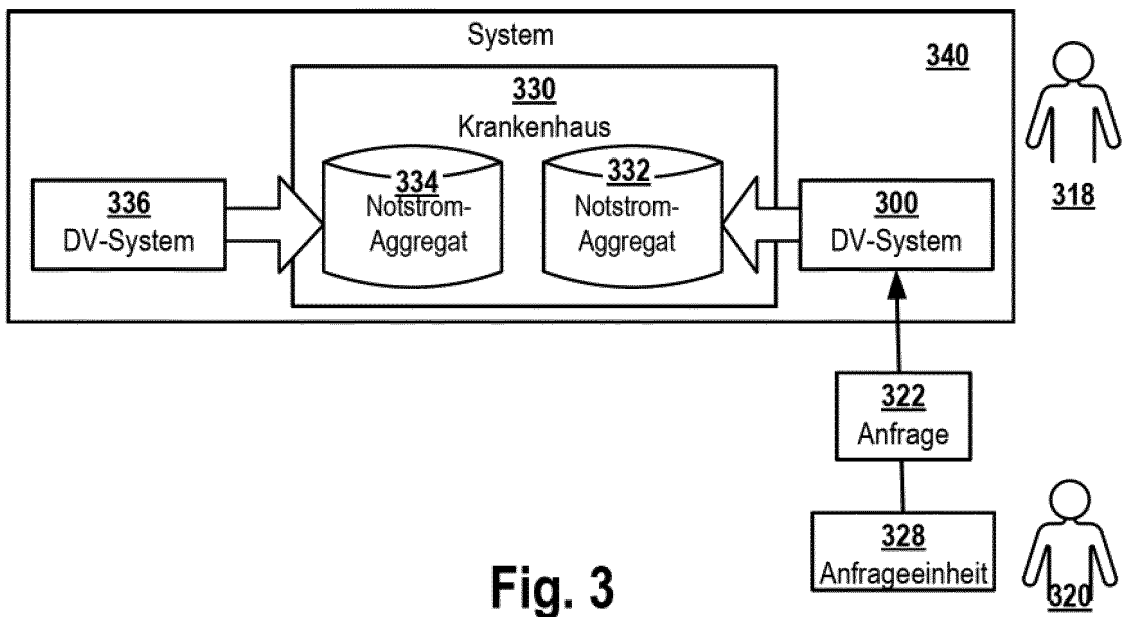 System
340
330
Krankenhaus
318
336
DV-System
334
Notstrom-
Aggregat
332
Notstrom-
Aggregat
300
DV-System
322
Anfrage
328
Anfrageeinheit
320
Fig. 3